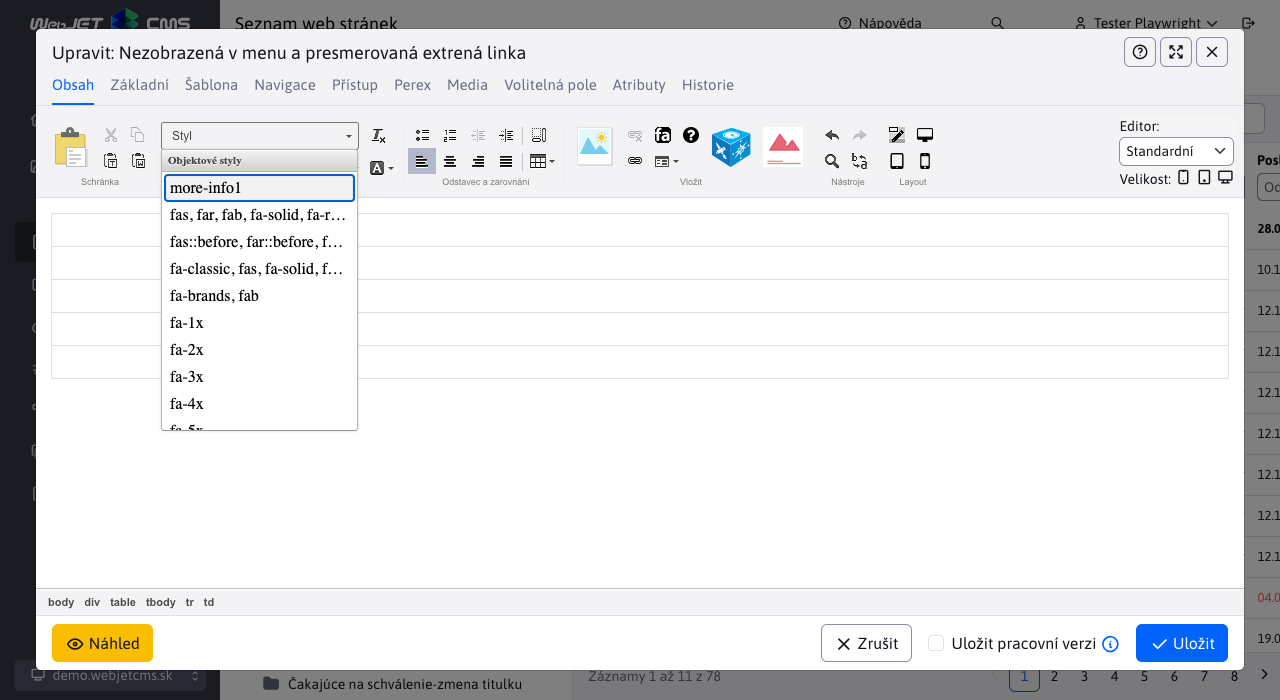 WebJET CMS
Seznam web stránek
Nápověda
Tester Playwright
Upravit: Nezobrazená v menu a presmerovaná extrená linka
Obsah
Základní
Šablona
Navigace
Přístup
Perex
Media
Volitelná pole
Atributy
Historie
Styl
Schránka
Odstavec a zarovnání
Vložit
Nástroje
Layout
Editor:
Standardní
Velikost:
Objektové styly
more-info1
fas, far, fab, fa-solid, fa-r…
fas::before, far::before, f…
fa-classic, fas, fa-solid, f…
fa-brands, fab
fa-1x
fa-2x
fa-3x
fa-4x
fa-5x
28.0
10.1
12.1
12.1
12.1
12.1
12.1
12.1
12.1
04.0
19.0
body div table tbody tr td
Náhled
Zrušit
Uložit pracovní verzi
Uložit
demo.webjetcms.sk
Čakajúce na schválenie-zmena titulku
Záznamy 1 až 11 z 78
1 2 3 4 5 6 7 8